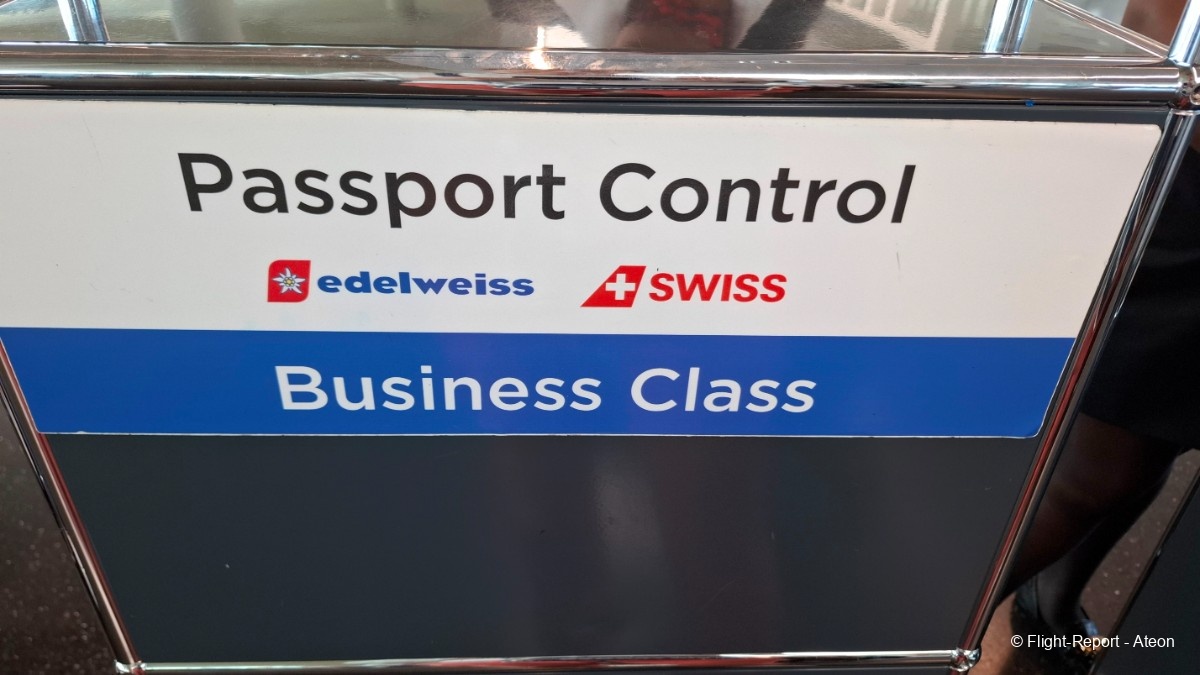 Passport Control
edelweiss SWISS
Business Class
© Flight-Report - Ateon